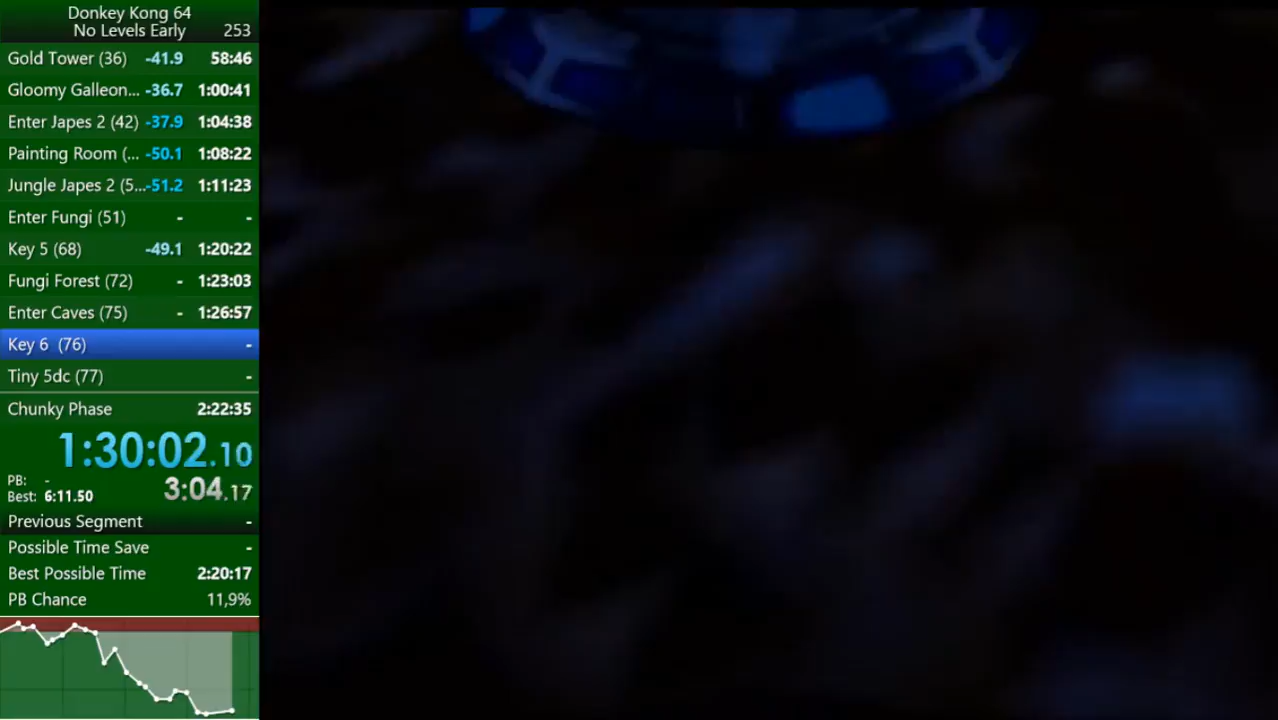 Donkey Kong 64
No Levels Early 253
Gold Tower (36) -41.9 58:46
Gloomy Galleon... -36.7 1:00:41
Enter Japes 2 (42) -37.9 1:04:38
Painting Room (... -50.1 1:08:22
Jungle Japes 2 (5... -51.2 1:11:23
Enter Fungi (51) - -
Key 5 (68) -49.1 1:20:22
Fungi Forest (72) - 1:23:03
Enter Caves (75) - 1:26:57
Key 6 (76) -
Tiny 5dc (77) -
Chunky Phase 2:22:35
1:30:02.10
PB: -
Best: 6:11.50 3:04.17
Previous Segment -
Possible Time Save -
Best Possible Time 2:20:17
PB Chance 11,9%